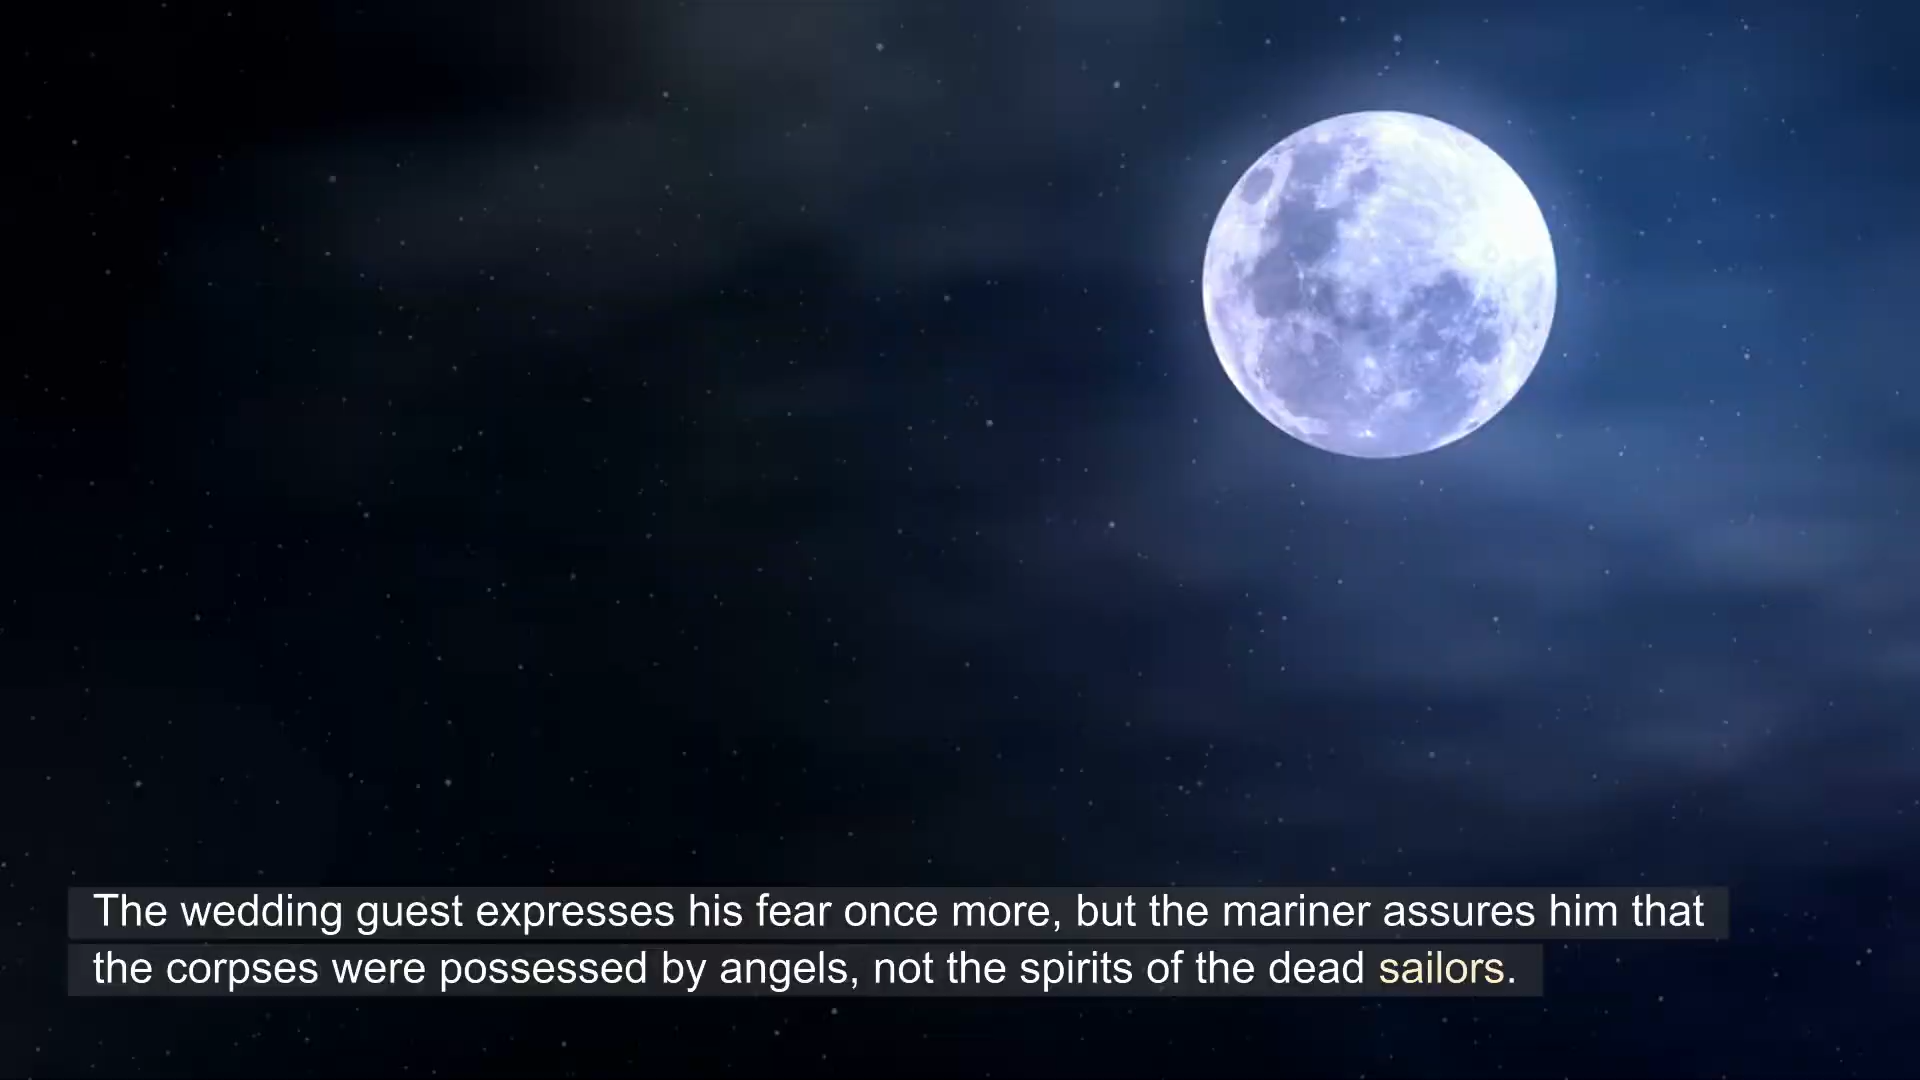 The wedding guest expresses his fear once more, but the mariner assures him that
the corpses were possessed by angels, not the spirits of the dead sailors.